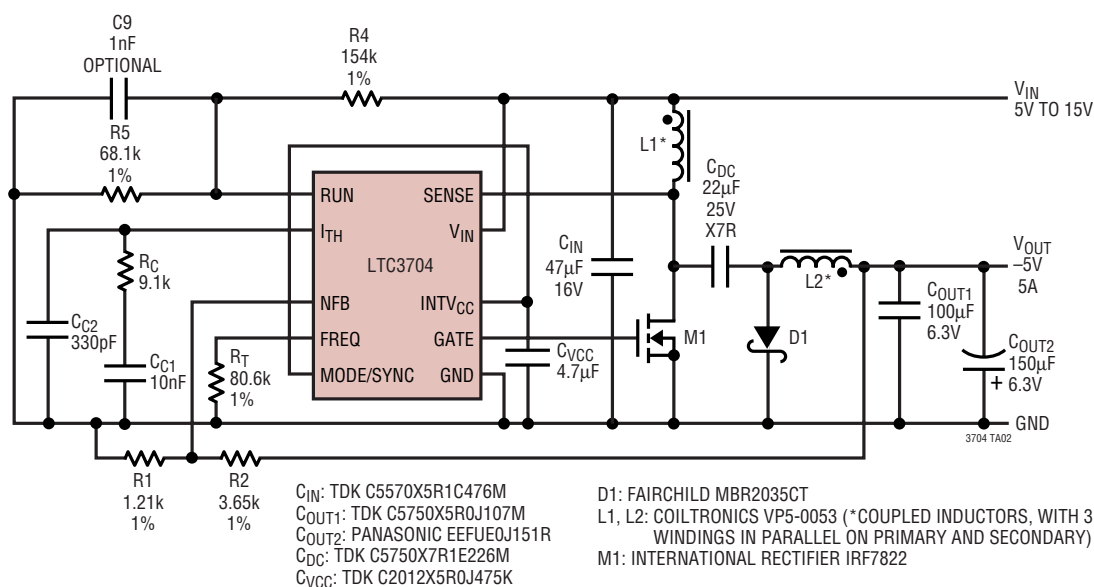 C9
1nF
OPTIONAL
R4
154k
1%
V_IN
5V TO 15V
R5
68.1k
1%
L1*
C_DC
22µF
25V
X7R
RUN
SENSE
I_TH
V_IN
LTC3704
NFB
INTV_CC
FREQ
GATE
MODE/SYNC
GND
R_C
9.1k
C_C2
330pF
C_C1
10nF
R_T
80.6k
1%
C_IN
47µF
16V
C_VCC
4.7µF
M1
L2*
D1
V_OUT
–5V
5A
C_OUT1
100µF
6.3V
C_OUT2
150µF
+ 6.3V
GND
3704 TA02
R1
1.21k
1%
R2
3.65k
1%
C_IN: TDK C5570X5R1C476M
C_OUT1: TDK C5750X5R0J107M
C_OUT2: PANASONIC EEFUE0J151R
C_DC: TDK C5750X7R1E226M
C_VCC: TDK C2012X5R0J475K
D1: FAIRCHILD MBR2035CT
L1, L2: COILTRONICS VP5-0053 (*COUPLED INDUCTORS, WITH 3
WINDINGS IN PARALLEL ON PRIMARY AND SECONDARY)
M1: INTERNATIONAL RECTIFIER IRF7822